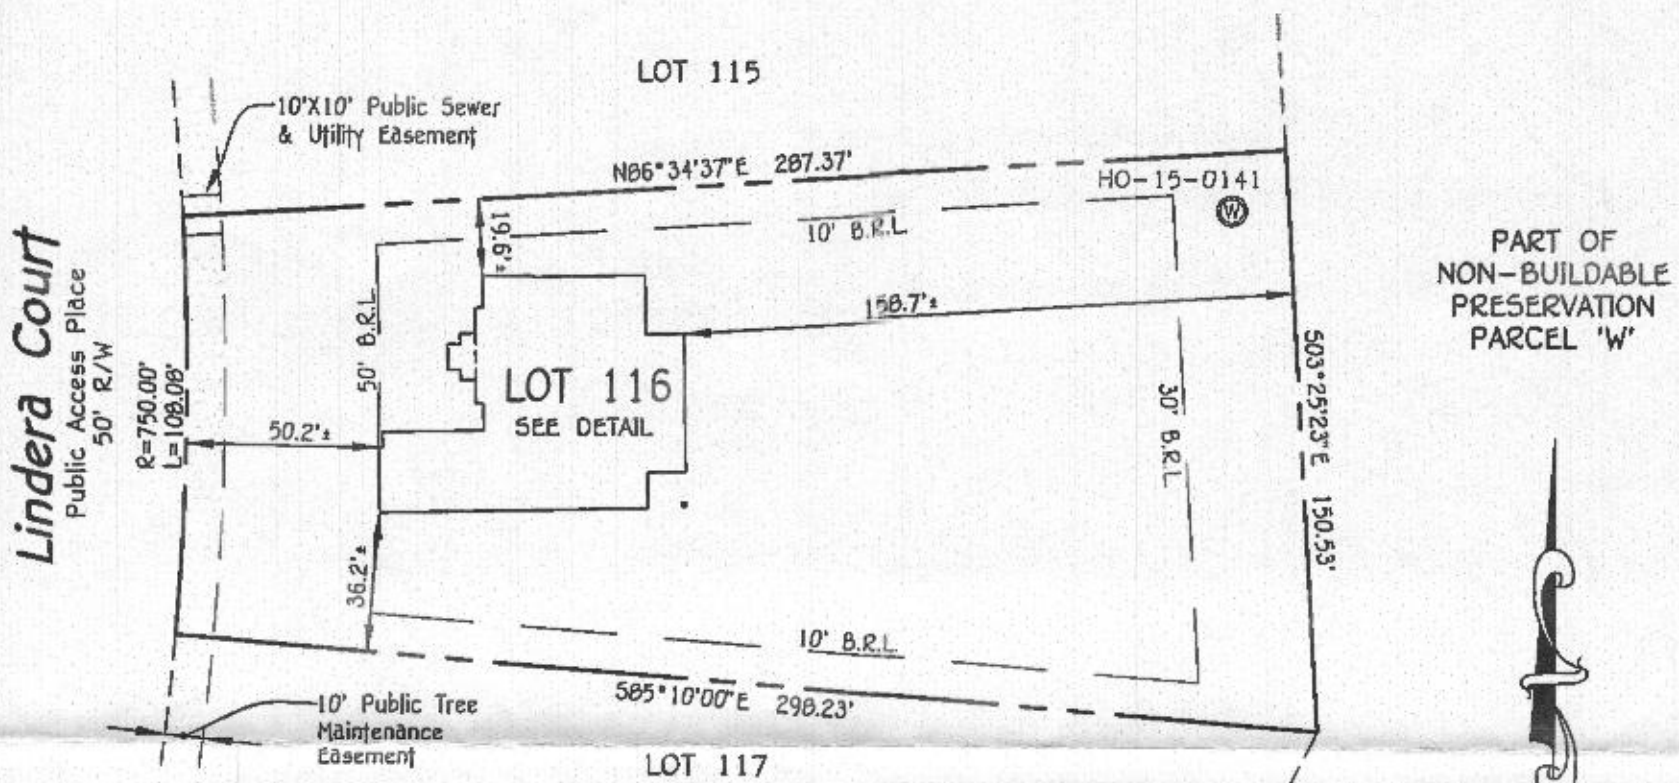 LOT 115
10'X10' Public Sewer
& Utility Easement
N86°34'37"E 287.37'
HO-15-0141
W
19.6'±
10' B.R.L.
PART OF
NON-BUILDABLE
PRESERVATION
PARCEL 'W'
Lindera Court
Public Access Place
50' R/W
R=750.00'
L=108.08'
50' B.R.L.
158.7'±
LOT 116
SEE DETAIL
50.2'±
30' B.R.L.
S03°25'23"E 150.53'
36.2'±
10' B.R.L.
S85°10'00"E 298.23'
10' Public Tree
Maintenance
Easement
LOT 117